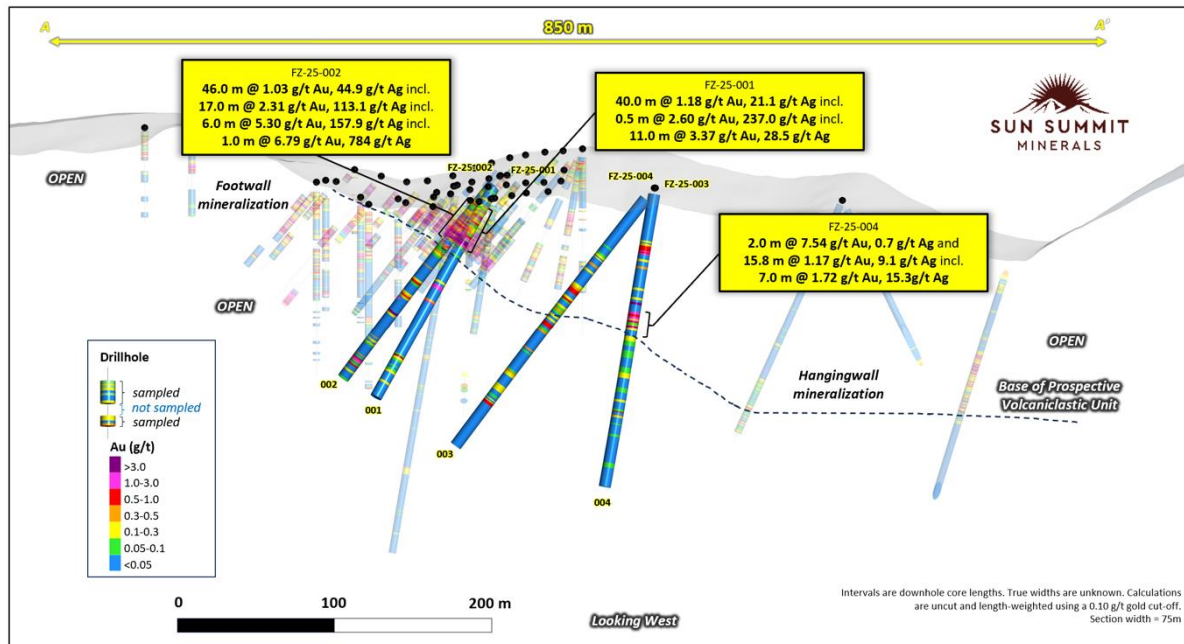 A
850 m
A'
FZ-25-002
46.0 m @ 1.03 g/t Au, 44.9 g/t Ag incl.
17.0 m @ 2.31 g/t Au, 113.1 g/t Ag incl.
6.0 m @ 5.30 g/t Au, 157.9 g/t Ag incl.
1.0 m @ 6.79 g/t Au, 784 g/t Ag
FZ-25-001
40.0 m @ 1.18 g/t Au, 21.1 g/t Ag incl.
0.5 m @ 2.60 g/t Au, 237.0 g/t Ag incl.
11.0 m @ 3.37 g/t Au, 28.5 g/t Ag
SUN SUMMIT
MINERALS
OPEN
Footwall
mineralization
FZ-25-002
FZ-25-001
FZ-25-004
FZ-25-003
FZ-25-004
2.0 m @ 7.54 g/t Au, 0.7 g/t Ag and
15.8 m @ 1.17 g/t Au, 9.1 g/t Ag incl.
7.0 m @ 1.72 g/t Au, 15.3g/t Ag
OPEN
OPEN
Hangingwall
mineralization
Base of Prospective
Volcaniclastic Unit
002
001
003
004
Drillhole
sampled
not sampled
sampled
Au (g/t)
>3.0
1.0-3.0
0.5-1.0
0.3-0.5
0.1-0.3
0.05-0.1
<0.05
0
100
200 m
Looking West
Intervals are downhole core lengths. True widths are unknown. Calculations
are uncut and length-weighted using a 0.10 g/t gold cut-off.
Section width = 75m